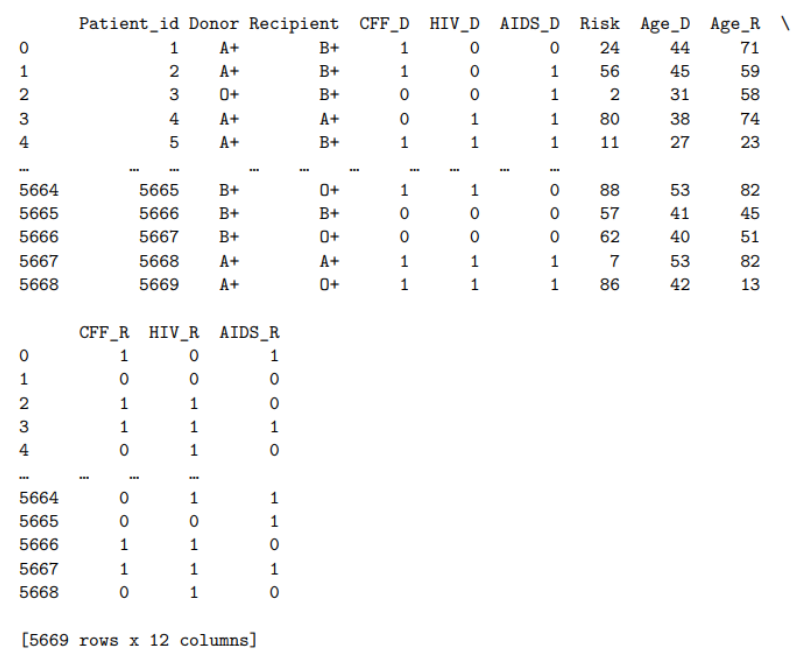 Patient_id Donor Recipient CFF_D HIV_D AIDS_D Risk Age_D Age_R \
0 1 A+ B+ 1 0 0 24 44 71
1 2 A+ B+ 1 0 1 56 45 59
2 3 O+ B+ 0 0 1 2 31 58
3 4 A+ A+ 0 1 1 80 38 74
4 5 A+ B+ 1 1 1 11 27 23
… … … … … … … … … …
5664 5665 B+ O+ 1 1 0 88 53 82
5665 5666 B+ B+ 0 0 0 57 41 45
5666 5667 B+ O+ 0 0 0 62 40 51
5667 5668 A+ A+ 1 1 1 7 53 82
5668 5669 A+ O+ 1 1 1 86 42 13
CFF_R HIV_R AIDS_R
0 1 0 1
1 0 0 0
2 1 1 0
3 1 1 1
4 0 1 0
… … … …
5664 0 1 1
5665 0 0 1
5666 1 1 0
5667 1 1 1
5668 0 1 0
[5669 rows x 12 columns]